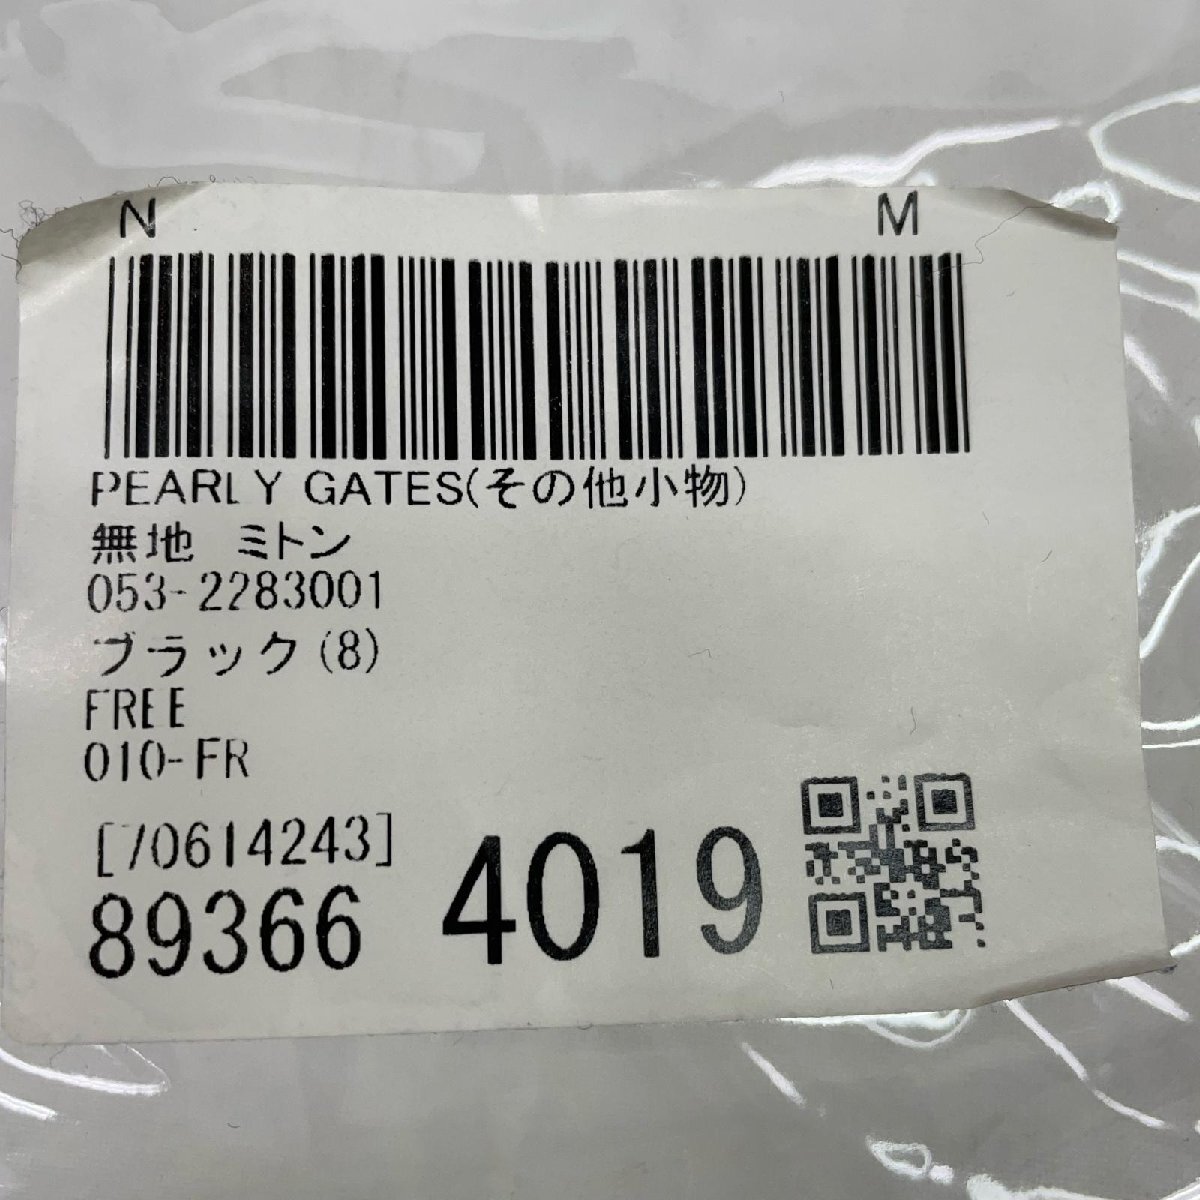 N M
PEARLY GATES(その他小物)
無地 ミトン
053-2283001
ブラック(8)
FREE
010-FR
[70614243]
89366 4019